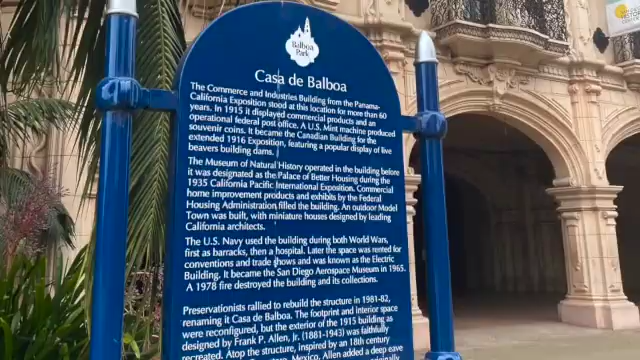 Balboa
Park
Casa de Balboa
The Commerce and Industries Building from the Panama-
California Exposition stood at this location for more than 60
years. In 1915 it displayed commercial products and an
operational federal post office. A U.S. Mint machine produced
souvenir coins. It became the Canadian Building for the
extended 1916 Exposition, featuring a popular display of live
beavers building dams.
The Museum of Natural History operated in the building before
it was designated as the Palace of Better Housing during the
1935 California Pacific International Exposition. Commercial
home improvement products and exhibits by the Federal
Housing Administration filled the building. An outdoor Model
Town was built, with miniature houses designed by leading
California architects.
The U.S. Navy used the building during both World Wars,
first as barracks, then a hospital. Later the space was rented for
conventions and trade shows and was known as the Electric
Building. It became the San Diego Aerospace Museum in 1965.
A 1978 fire destroyed the building and its collections.
Preservationists rallied to rebuild the structure in 1981-82,
renaming it Casa de Balboa. The footprint and interior space
were reconfigured, but the exterior of the 1915 building as
designed by Frank P. Allen, Jr. (1881-1943) was faithfully
recreated. Atop the structure, inspired by an 18th century
Mexico, Allen added a deep eave